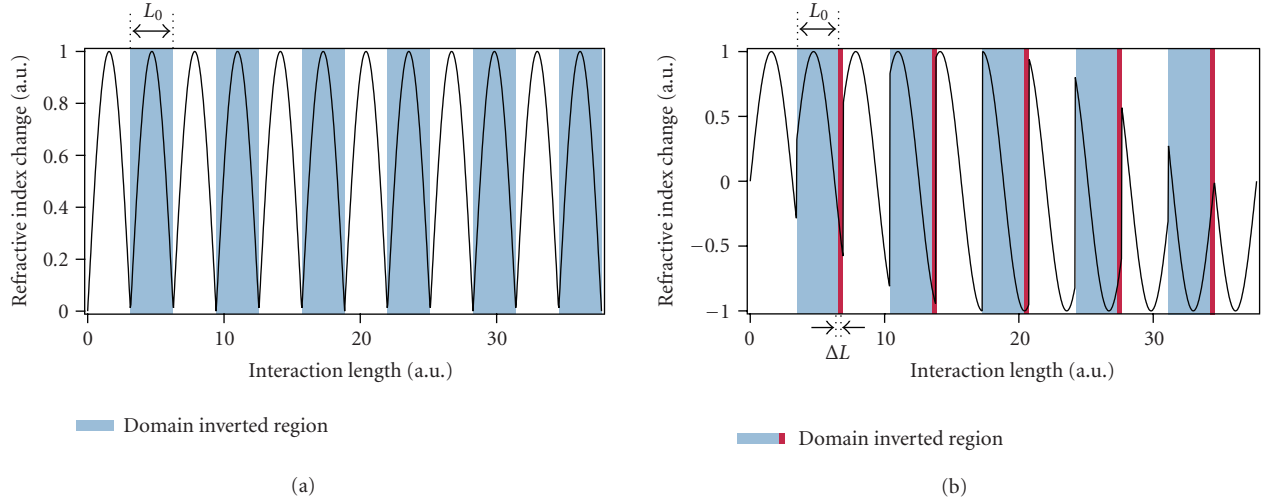 L0
Refractive index change (a.u.)
1
0.8
0.6
0.4
0.2
0
0
10
20
30
Interaction length (a.u.)
Domain inverted region
(a)
L0
Refractive index change (a.u.)
1
0.5
0
−0.5
−1
0
10
20
30
ΔL
Interaction length (a.u.)
Domain inverted region
(b)